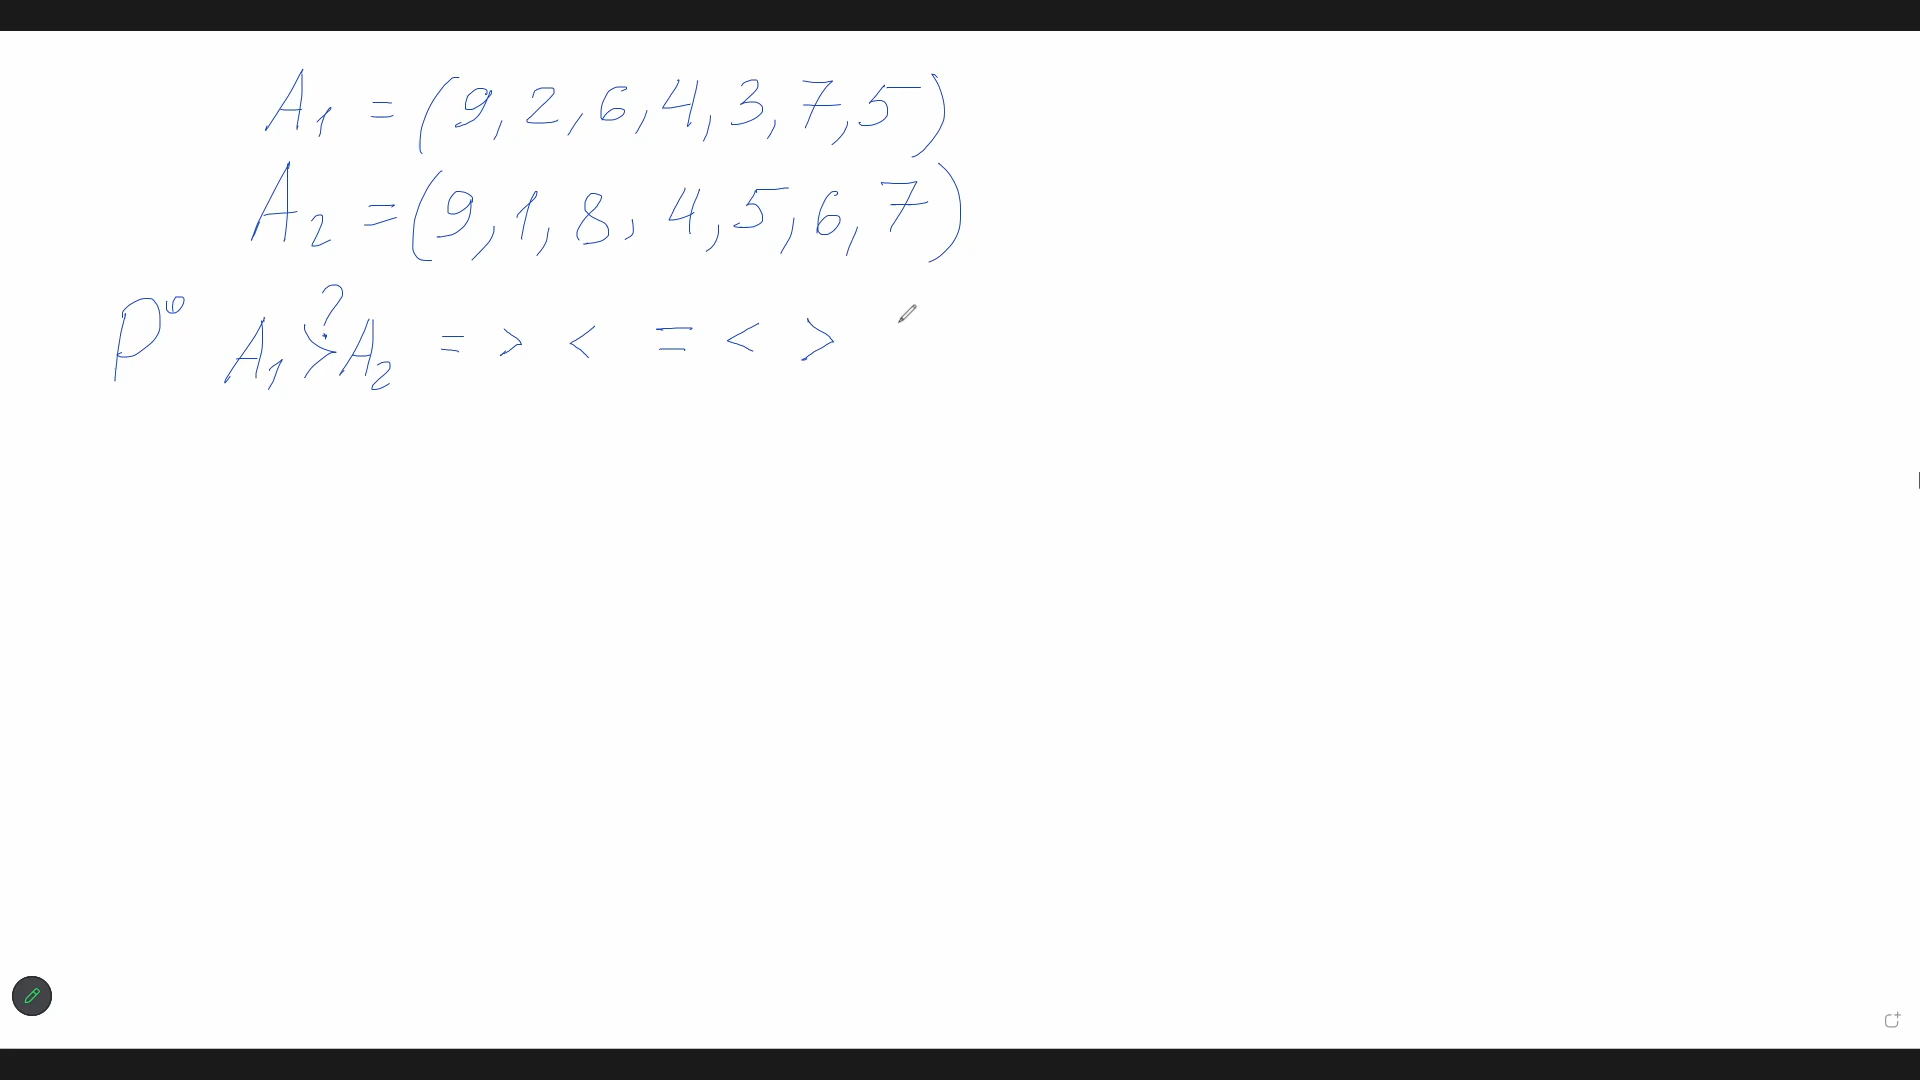 A₁ = (9, 2, 6, 4, 3, 7, 5)
A₂ = (9, 1, 8, 4, 5, 6, 7)
P⁰ A₁ ≻? A₂ = > < = < >